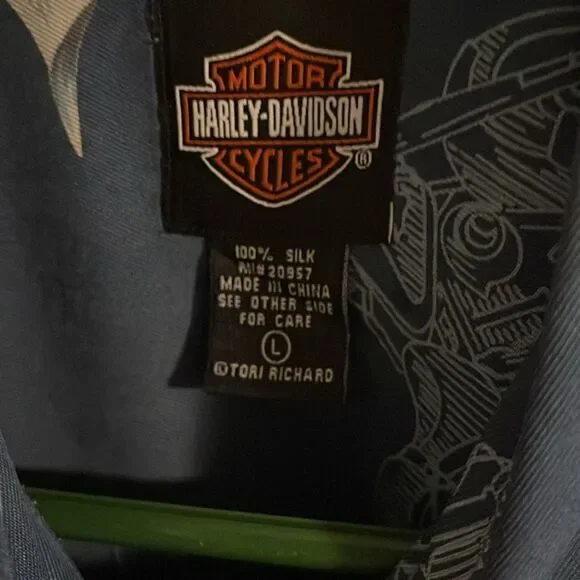 MOTOR
HARLEY-DAVIDSON
CYCLES
®
100% SILK
RN# 20957
MADE IN CHINA
SEE OTHER SIDE
FOR CARE
L
©TORI RICHARD